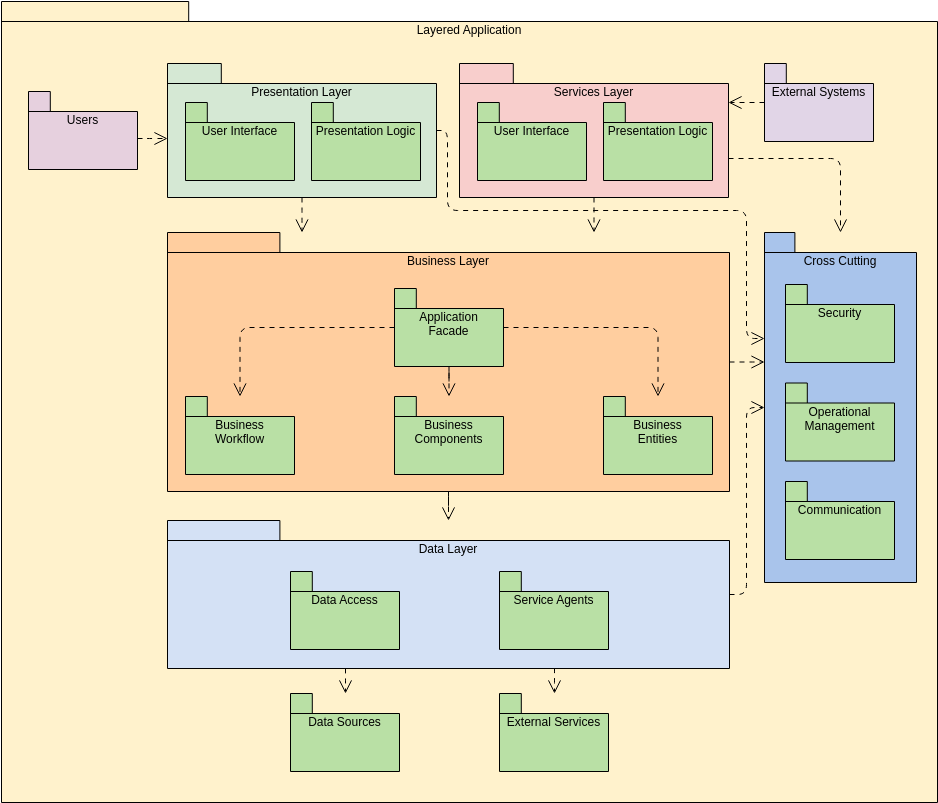 Layered Application
Users
Presentation Layer
User Interface
Presentation Logic
Services Layer
User Interface
Presentation Logic
External Systems
Business Layer
Application
Facade
Business
Workflow
Business
Components
Business
Entities
Cross Cutting
Security
Operational
Management
Communication
Data Layer
Data Access
Service Agents
Data Sources
External Services